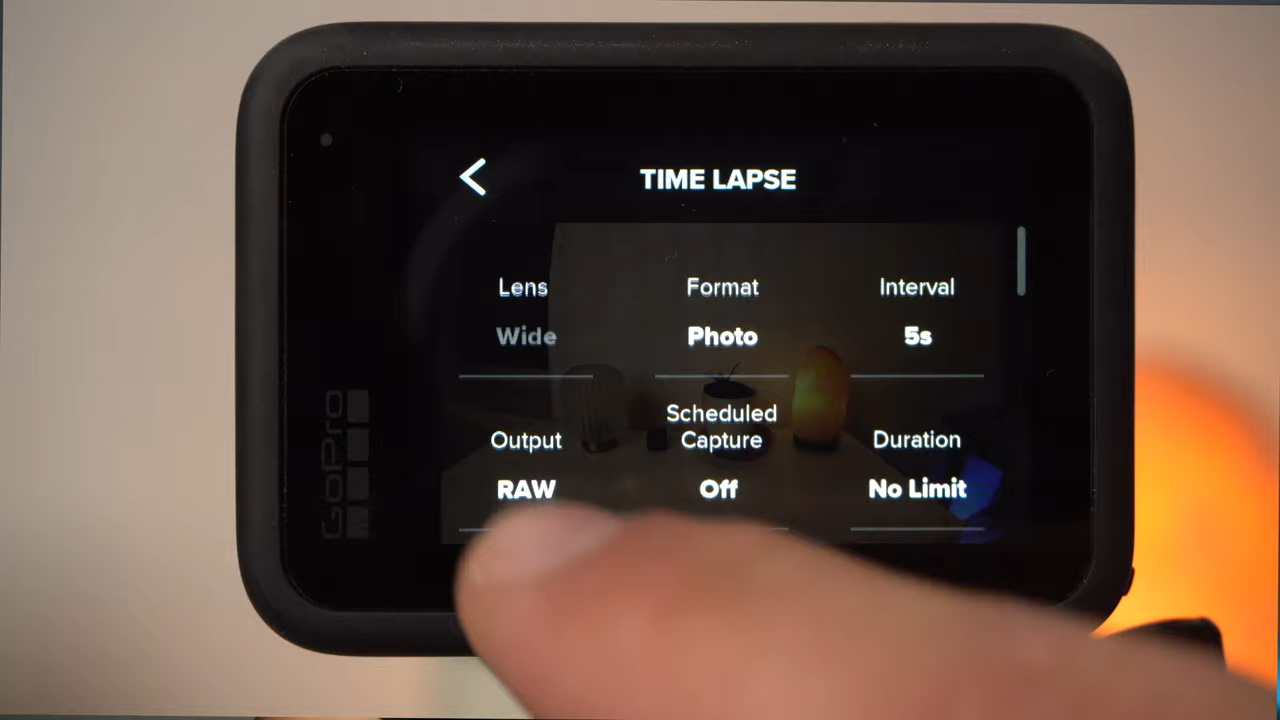 TIME LAPSE
Lens
Format
Interval
Wide
Photo
5s
Output
Scheduled
Capture
Duration
RAW
Off
No Limit
GoPro